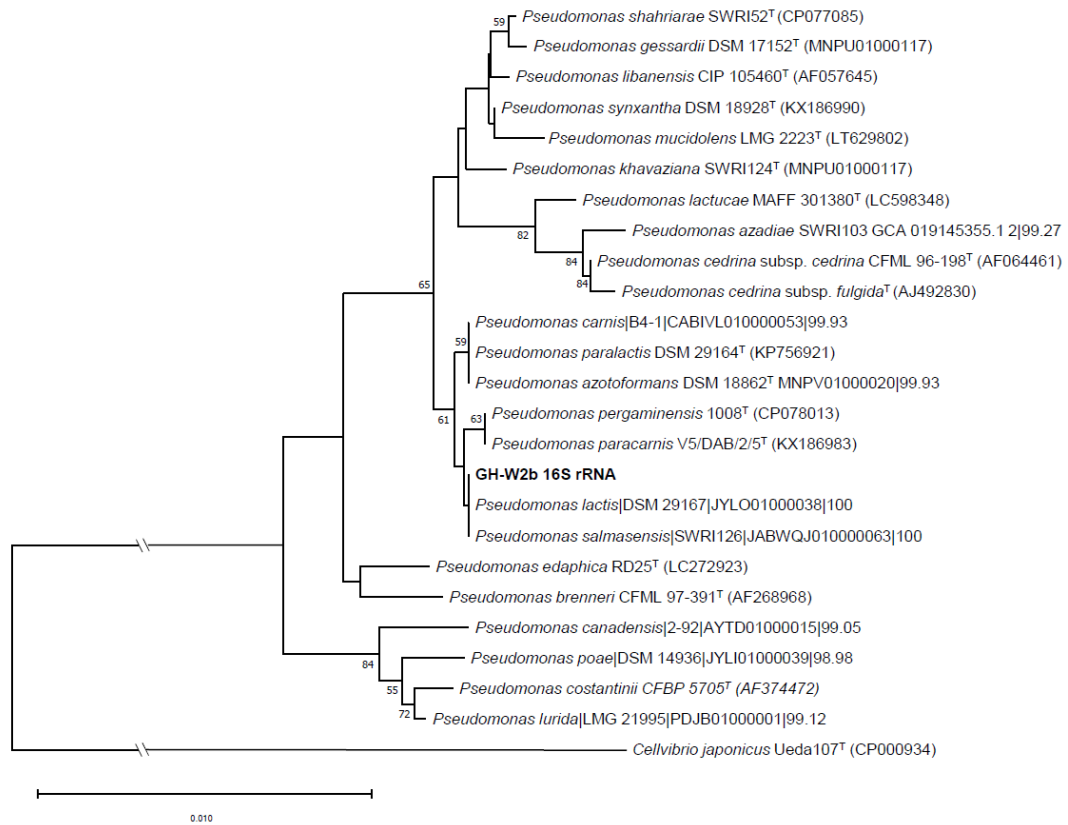 59
Pseudomonas shahriarae SWRI52ᵀ (CP077085)
Pseudomonas gessardii DSM 17152ᵀ (MNPU01000117)
Pseudomonas libanensis CIP 105460ᵀ (AF057645)
Pseudomonas synxantha DSM 18928ᵀ (KX186990)
Pseudomonas mucidolens LMG 2223ᵀ (LT629802)
Pseudomonas khavaziana SWRI124ᵀ (MNPU01000117)
Pseudomonas lactucae MAFF 301380ᵀ (LC598348)
82
Pseudomonas azadiae SWRI103 GCA 019145355.1 2|99.27
84
Pseudomonas cedrina subsp. cedrina CFML 96-198ᵀ (AF064461)
84
Pseudomonas cedrina subsp. fulgidaᵀ (AJ492830)
65
Pseudomonas carnis|B4-1|CABIVL010000053|99.93
59
Pseudomonas paralactis DSM 29164ᵀ (KP756921)
Pseudomonas azotoformans DSM 18862ᵀ MNPV01000020|99.93
61
63
Pseudomonas pergaminensis 1008ᵀ (CP078013)
Pseudomonas paracarnis V5/DAB/2/5ᵀ (KX186983)
GH-W2b 16S rRNA
Pseudomonas lactis|DSM 29167|JYLO01000038|100
Pseudomonas salmasensis|SWRI126|JABWQJ010000063|100
Pseudomonas edaphica RD25ᵀ (LC272923)
Pseudomonas brenneri CFML 97-391ᵀ (AF268968)
Pseudomonas canadensis|2-92|AYTD01000015|99.05
84
Pseudomonas poae|DSM 14936|JYLI01000039|98.98
55
Pseudomonas costantinii CFBP 5705ᵀ (AF374472)
72
Pseudomonas lurida|LMG 21995|PDJB01000001|99.12
Cellvibrio japonicus Ueda107ᵀ (CP000934)
0.010